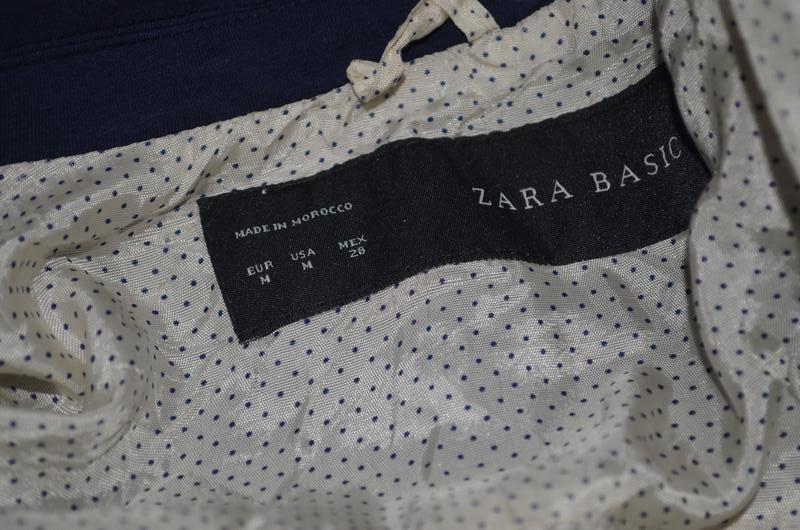 ZARA BASIC
MADE IN MOROCCO
EUR USA MEX
M M 28